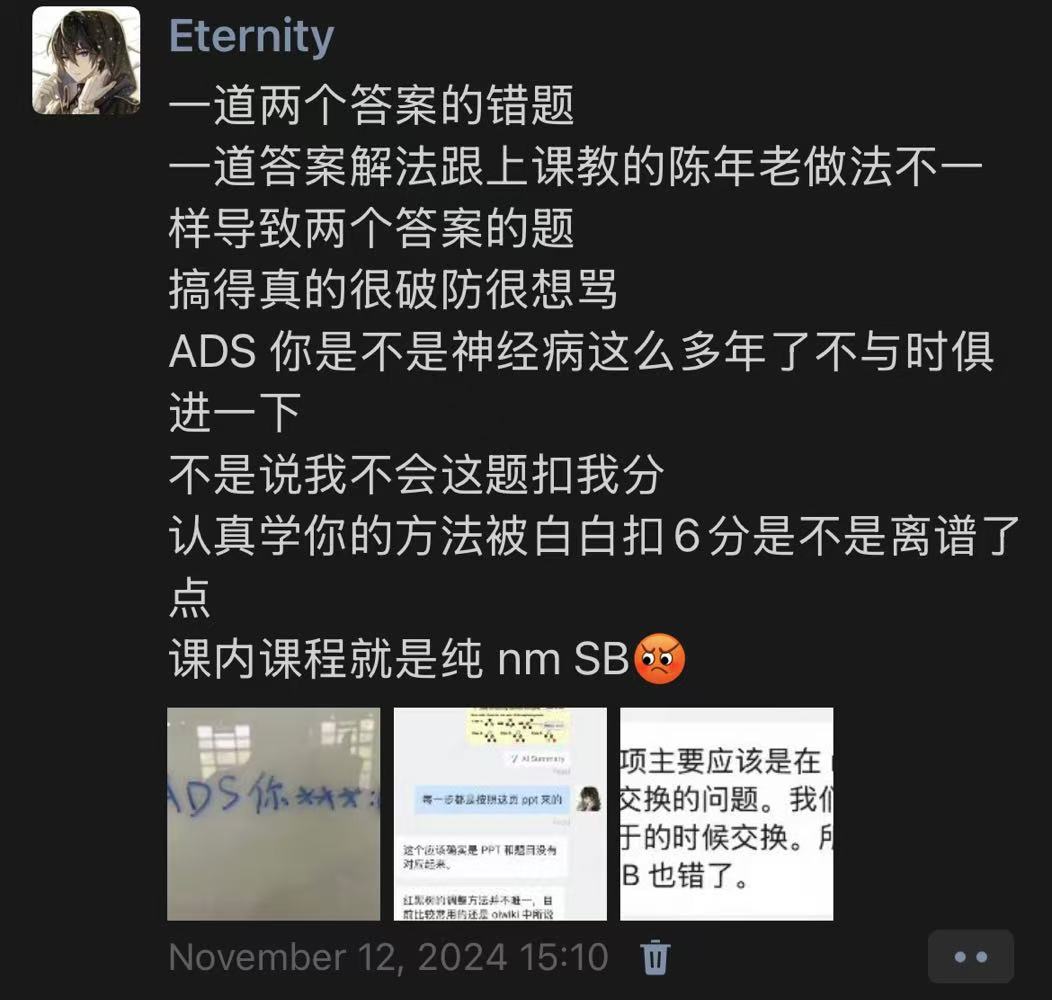 Eternity
一道两个答案的错题
一道答案解法跟上课教的陈年老做法不一
样导致两个答案的题
搞得真的很破防很想骂
ADS 你是不是神经病这么多年了不与时俱
进一下
不是说我不会这题扣我分
认真学你的方法被白白扣6分是不是离谱了
点
课内课程就是纯 nm SB😡
ADS你***
AI Summary
Read
每一步都是按照这页 ppt 来的
Read
这个应该确实是 PPT 和题目没有
对应起来。
红黑树的调整方法并不唯一，目
前比较常用的还是 oiwiki 中所说
项主要应该是在
交换的问题。我们
于的时候交换。所
B 也错了。
November 12, 2024 15:10